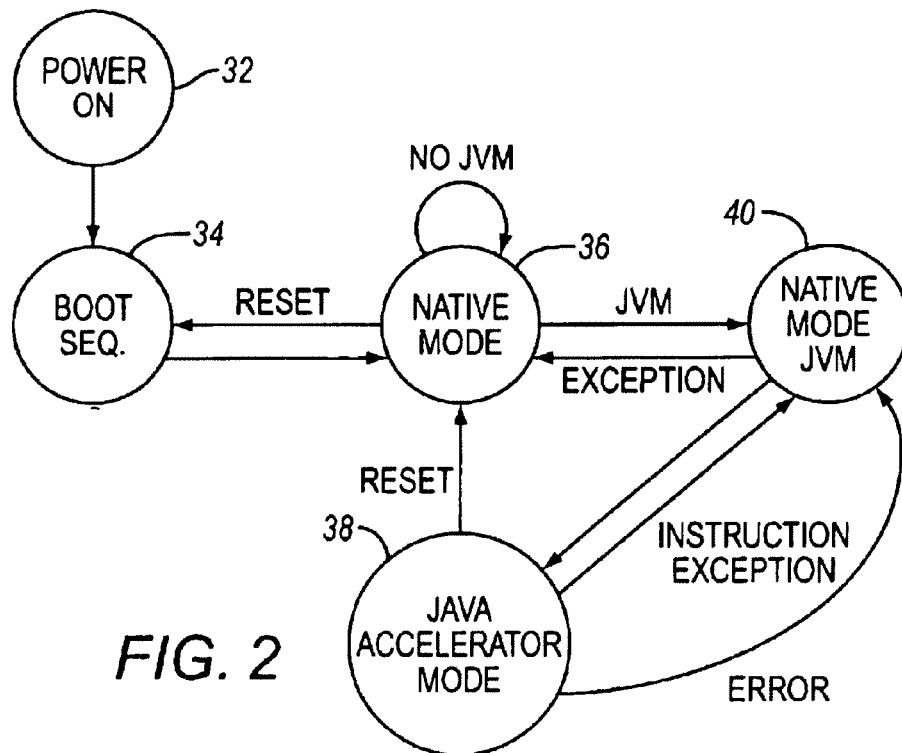 POWER
ON
32
NO JVM
34
36
40
BOOT
SEQ.
RESET
NATIVE
MODE
JVM
NATIVE
MODE
JVM
EXCEPTION
RESET
38
INSTRUCTION
EXCEPTION
JAVA
ACCELERATOR
MODE
FIG. 2
ERROR